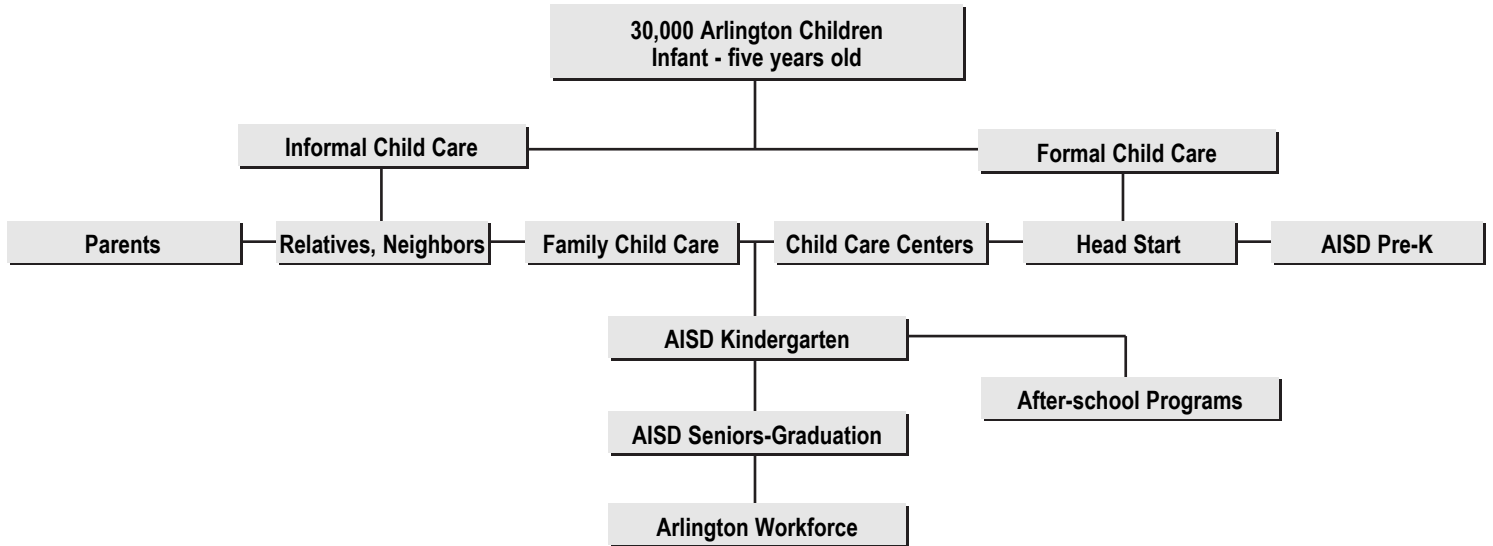 30,000 Arlington Children
Infant - five years old
Informal Child Care
Formal Child Care
Parents
Relatives, Neighbors
Family Child Care
Child Care Centers
Head Start
AISD Pre-K
AISD Kindergarten
After-school Programs
AISD Seniors-Graduation
Arlington Workforce